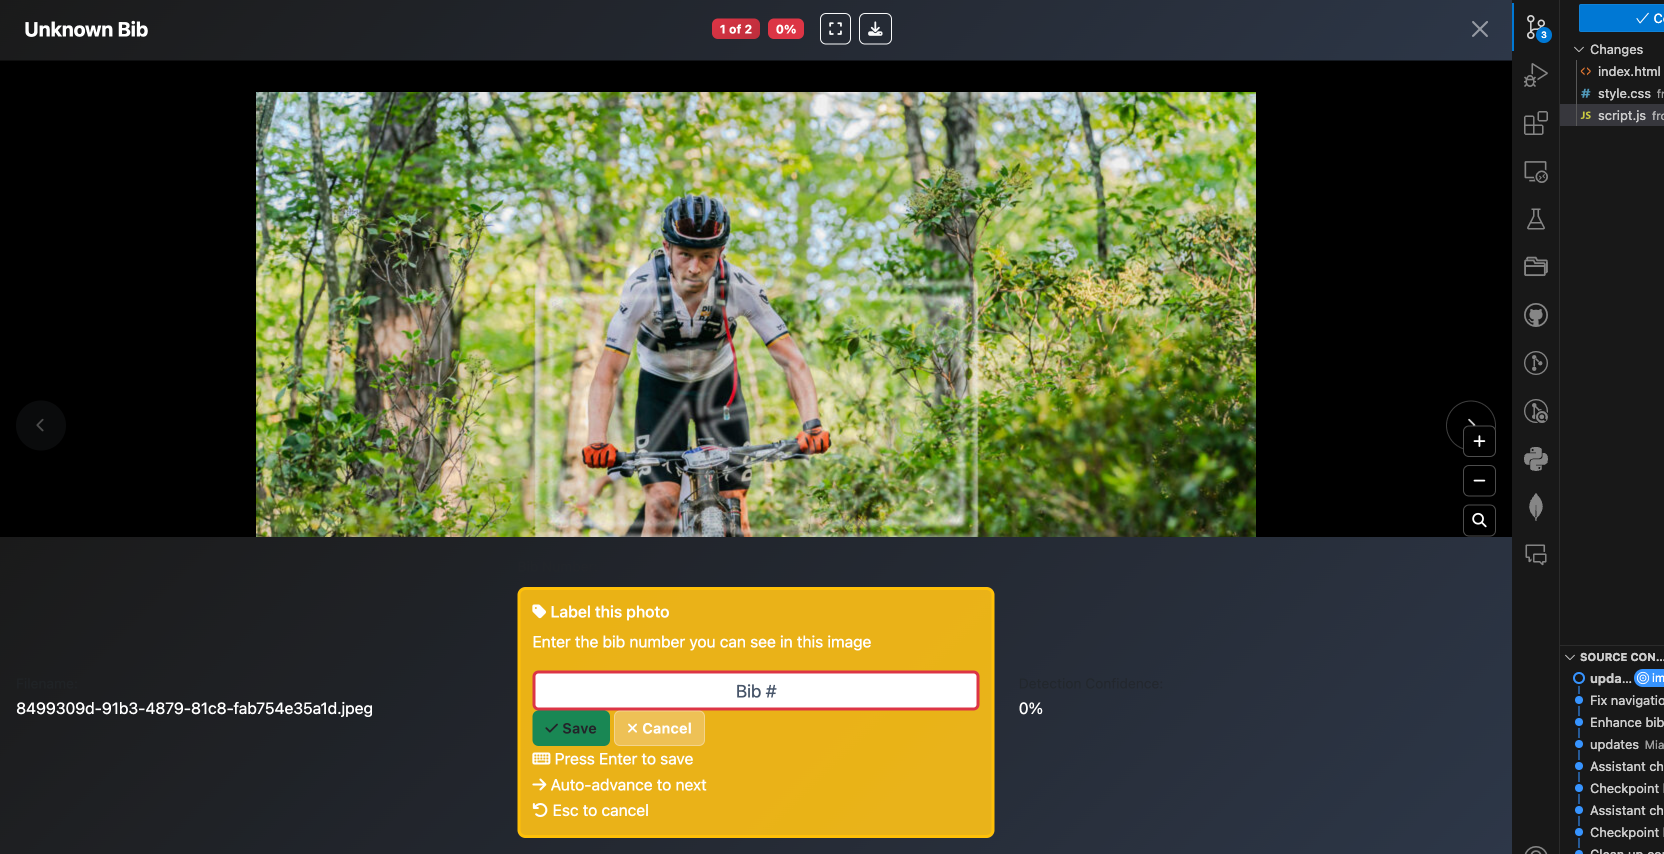 Unknown Bib
1 of 2
0%
3
Changes
index.html
style.css
JS script.js
Label this photo
Enter the bib number you can see in this image
Bib #
Save
Cancel
Press Enter to save
Auto-advance to next
Esc to cancel
Filename:
8499309d-91b3-4879-81c8-fab754e35a1d.jpeg
Detection Confidence:
0%
SOURCE CON...
upda...
Fix navigatio
Enhance bib
updates Mia
Assistant ch
Checkpoint
Assistant ch
Checkpoint